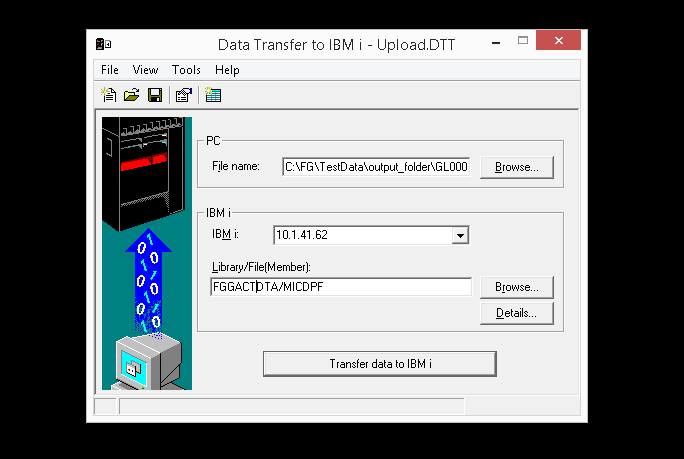 Data Transfer to IBM i - Upload.DTT
File View Tools Help
PC
File name: C:\FG\TestData\output_folder\GL000 Browse...
IBM i
IBM i: 10.1.41.62
Library/File(Member):
FGGACTDTA/MICDPF Browse...
Details...
Transfer data to IBM i